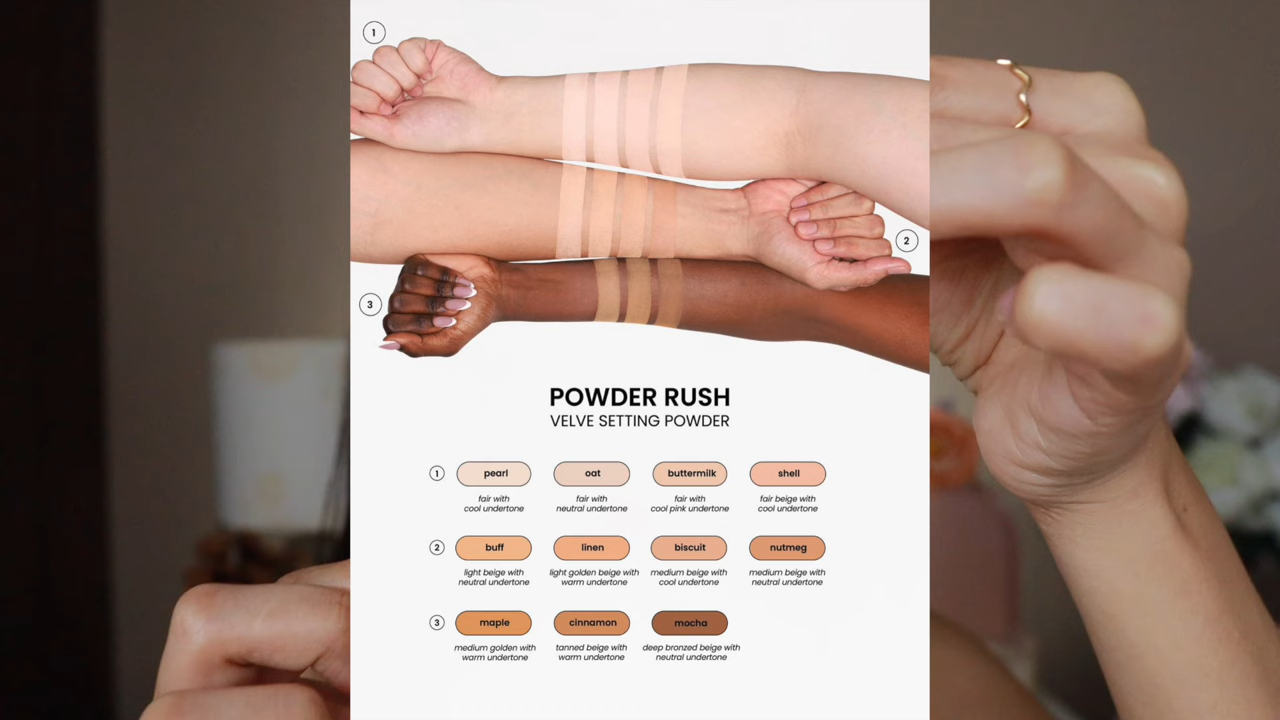 1
2
3
POWDER RUSH
VELVE SETTING POWDER
1 pearl oat buttermilk shell
fair with cool undertone
fair with neutral undertone
fair with cool pink undertone
fair beige with cool undertone
2 buff linen biscuit nutmeg
light beige with neutral undertone
light golden beige with warm undertone
medium beige with cool undertone
medium beige with neutral undertone
3 maple cinnamon mocha
medium golden with warm undertone
tanned beige with warm undertone
deep bronzed beige with neutral undertone